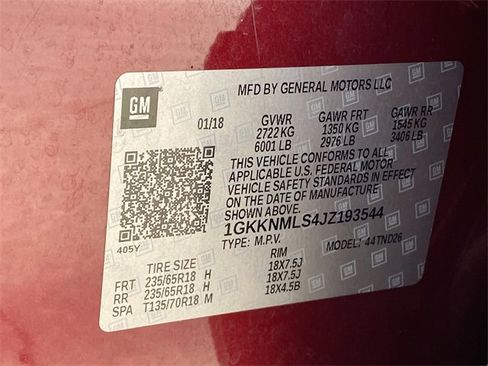 GM
MFD BY GENERAL MOTORS LLC
01/18 GVWR GAWR FRT GAWR RR
2722 KG 1350 KG 1545 KG
6001 LB 2976 LB 3406 LB
THIS VEHICLE CONFORMS TO ALL
APPLICABLE U.S. FEDERAL MOTOR
VEHICLE SAFETY STANDARDS IN EFFECT
ON THE DATE OF MANUFACTURE
SHOWN ABOVE.
1GKKNMLS4JZ193544
TYPE: M.P.V. MODEL: 44TND26
405Y
TIRE SIZE RIM
FRT 235/65R18 H 18X7.5J
RR 235/65R18 H 18X7.5J
SPA T135/70R18 M 18X4.5B